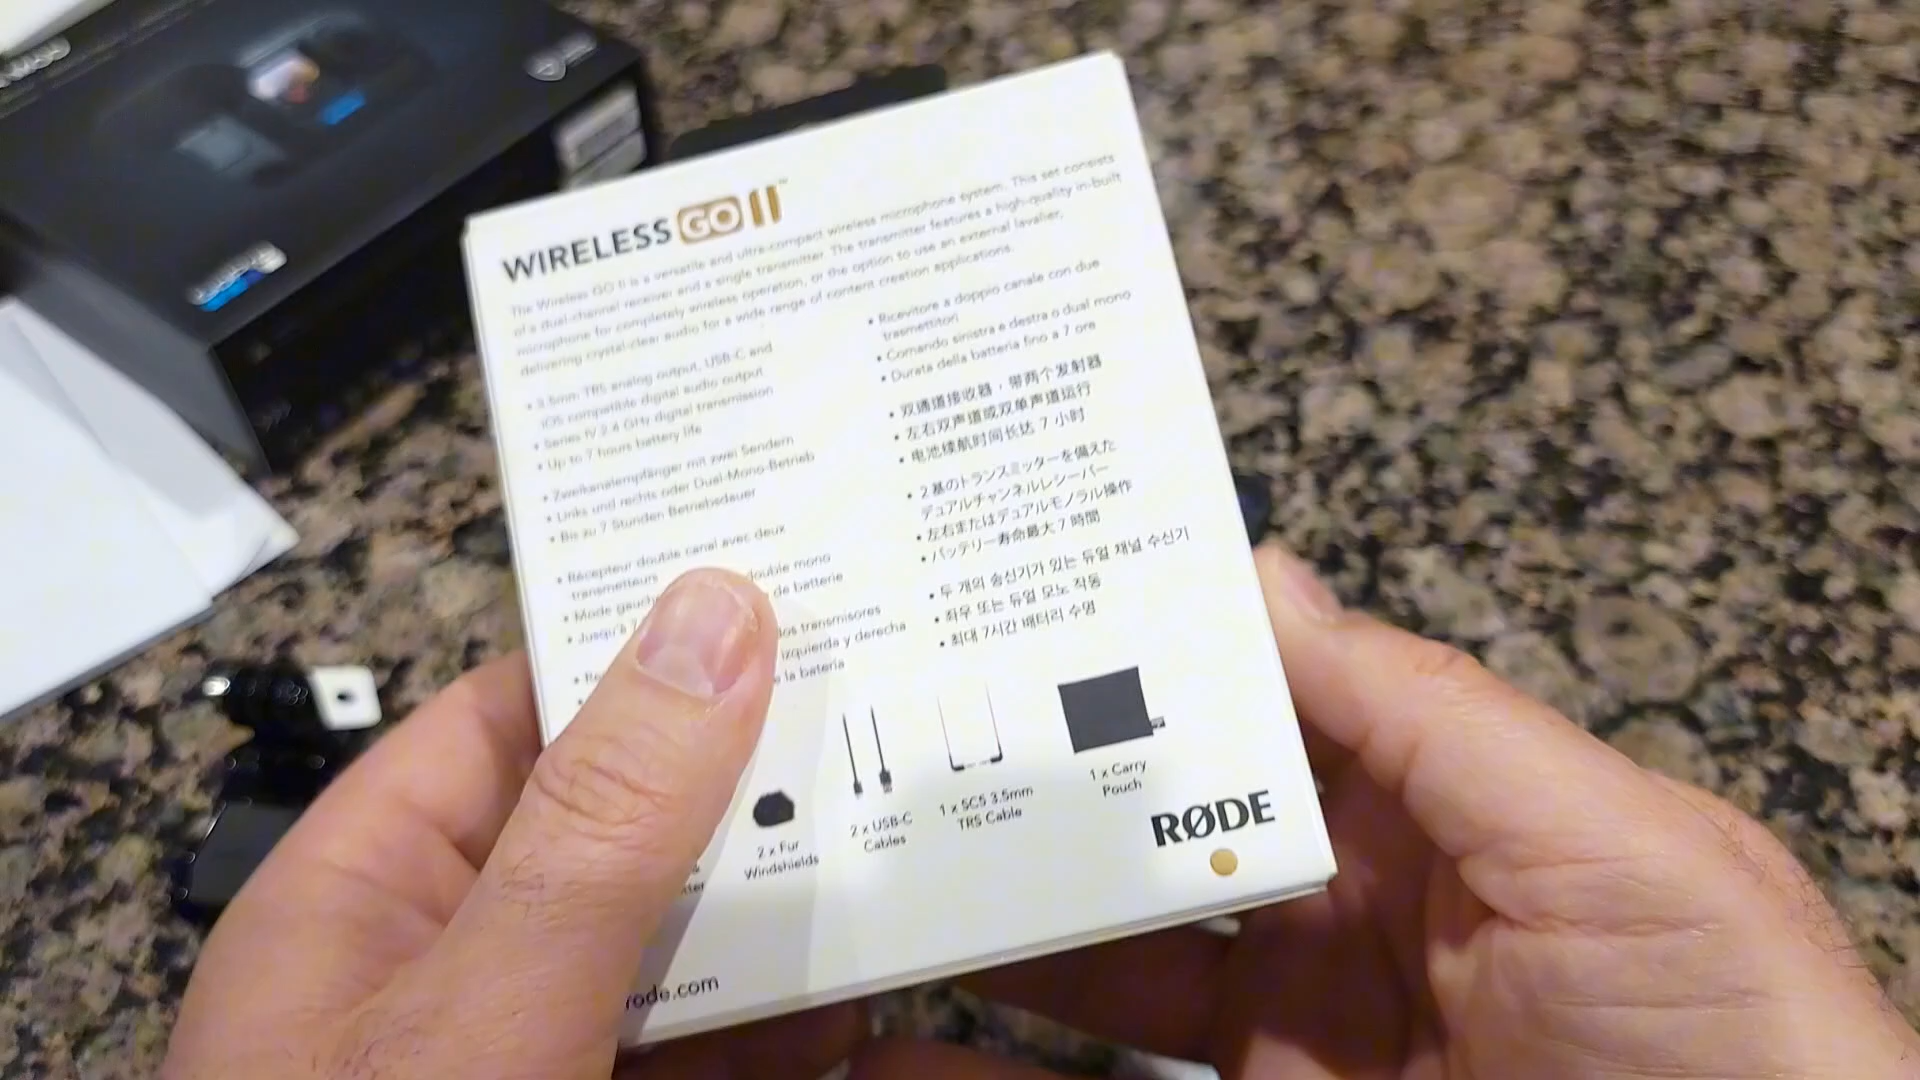 WIRELESS GO II™
The Wireless GO II is a versatile and ultra-compact wireless microphone system. This set consists
of a dual-channel receiver and a single transmitter. The transmitter features a high-quality in-built
microphone for completely wireless operation, or the option to use an external lavalier,
delivering crystal-clear audio for a wide range of content creation applications.
• 3.5mm TRS analog output, USB-C and
iOS compatible digital audio output
• Series IV 2.4 GHz digital transmission
• Up to 7 hours battery life
• Zweikanalempfänger mit zwei Sendern
• Links und rechts oder Dual-Mono-Betrieb
• Bis zu 7 Stunden Betriebsdauer
• Récepteur double canal avec deux
transmetteurs
• Mode gauche double mono
• Jusqu'à 7 de batterie
transmisores
izquierda y derecha
la batería
• Ricevitore a doppio canale con due
trasmettitori
• Comando sinistra e destra o dual mono
• Durata della batteria fino a 7 ore
• 双通道接收器，带两个发射器
• 左右双声道或双单声道运行
• 电池续航时间长达 7 小时
• 2 基のトランスミッターを備えた
デュアルチャンネルレシーバー
• 左右またはデュアルモノラル操作
• バッテリー寿命最大 7 時間
• 두 개의 송신기가 있는 듀얼 채널 수신기
• 좌우 또는 듀얼 모노 작동
• 최대 7시간 배터리 수명
2 x Fur
Windshields
2 x USB-C
Cables
1 x SC5 3.5mm
TRS Cable
1 x Carry
Pouch
RØDE
rode.com